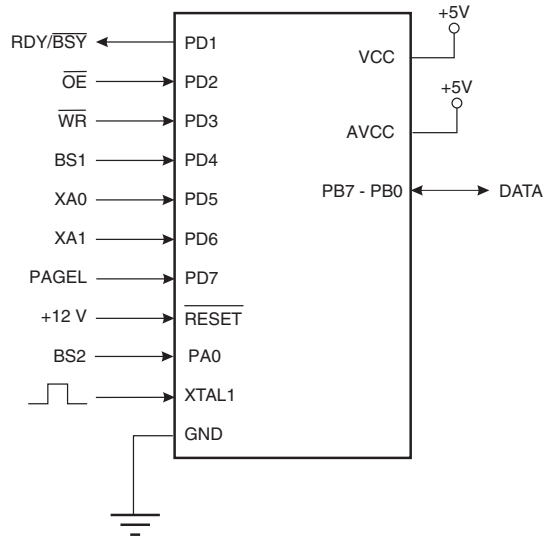 +5V
RDY/BSY PD1
VCC
OE PD2
+5V
WR PD3
AVCC
BS1 PD4
XA0 PD5 PB7 - PB0 DATA
XA1 PD6
PAGEL PD7
+12 V RESET
BS2 PA0
XTAL1
GND